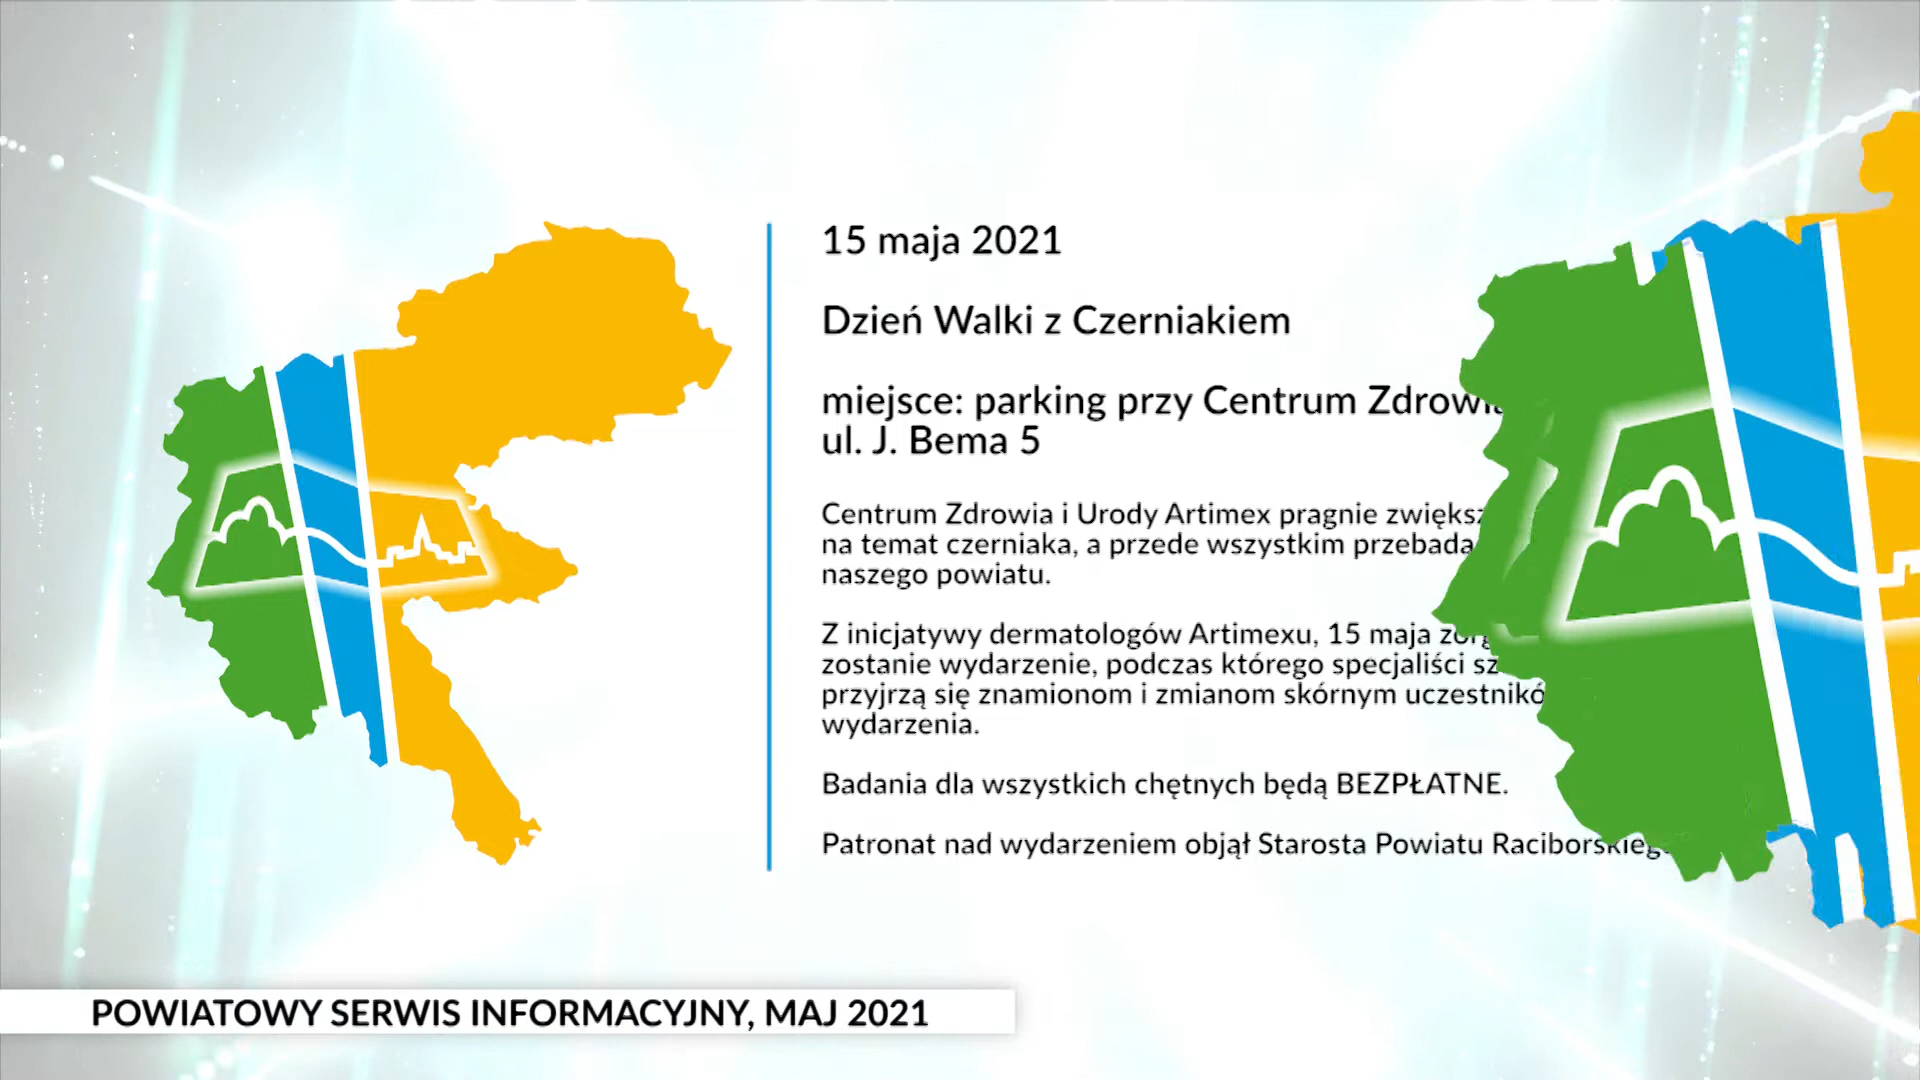 15 maja 2021
Dzień Walki z Czerniakiem
miejsce: parking przy Centrum
ul. J. Bema 5
Centrum Zdrowia i Urody Artimex pragnie
na temat czerniaka, a przede wszystkim
naszego powiatu.
Z inicjatywy dermatologów Artimexu, 15 maja
zostanie wydarzenie, podczas którego specjaliści
przyjrzą się znamionom i zmianom skórnym
wydarzenia.
Badania dla wszystkich chętnych będą BEZPŁATNE.
Patronat nad wydarzeniem objął Starosta Powiatu
POWIATOWY SERWIS INFORMACYJNY, MAJ 2021